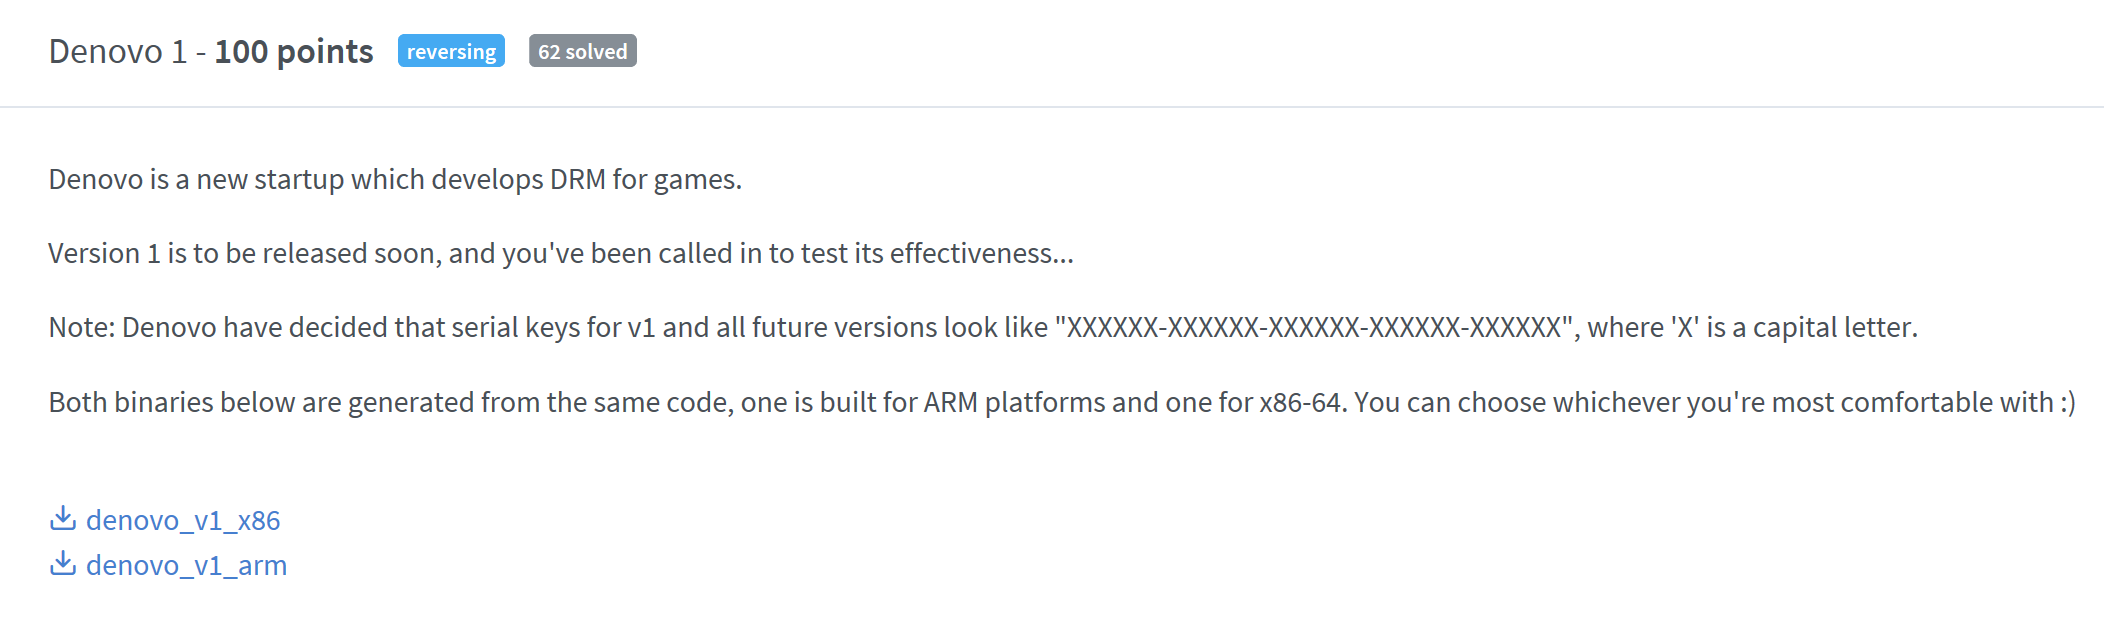 Denovo 1 - 100 points reversing 62 solved
Denovo is a new startup which develops DRM for games.
Version 1 is to be released soon, and you've been called in to test its effectiveness...
Note: Denovo have decided that serial keys for v1 and all future versions look like "XXXXXX-XXXXXX-XXXXXX-XXXXXX-XXXXXX", where 'X' is a capital letter.
Both binaries below are generated from the same code, one is built for ARM platforms and one for x86-64. You can choose whichever you're most comfortable with :)
denovo_v1_x86
denovo_v1_arm